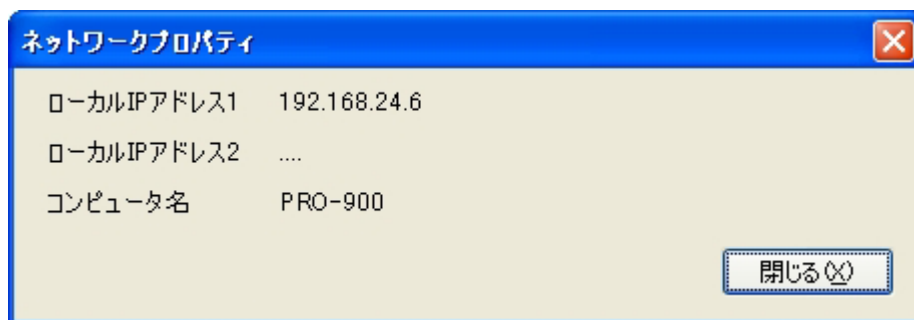 ネットワークプロパティ
ローカルIPアドレス1 192.168.24.6
ローカルIPアドレス2 ....
コンピュータ名 PRO-900
閉じる(X)